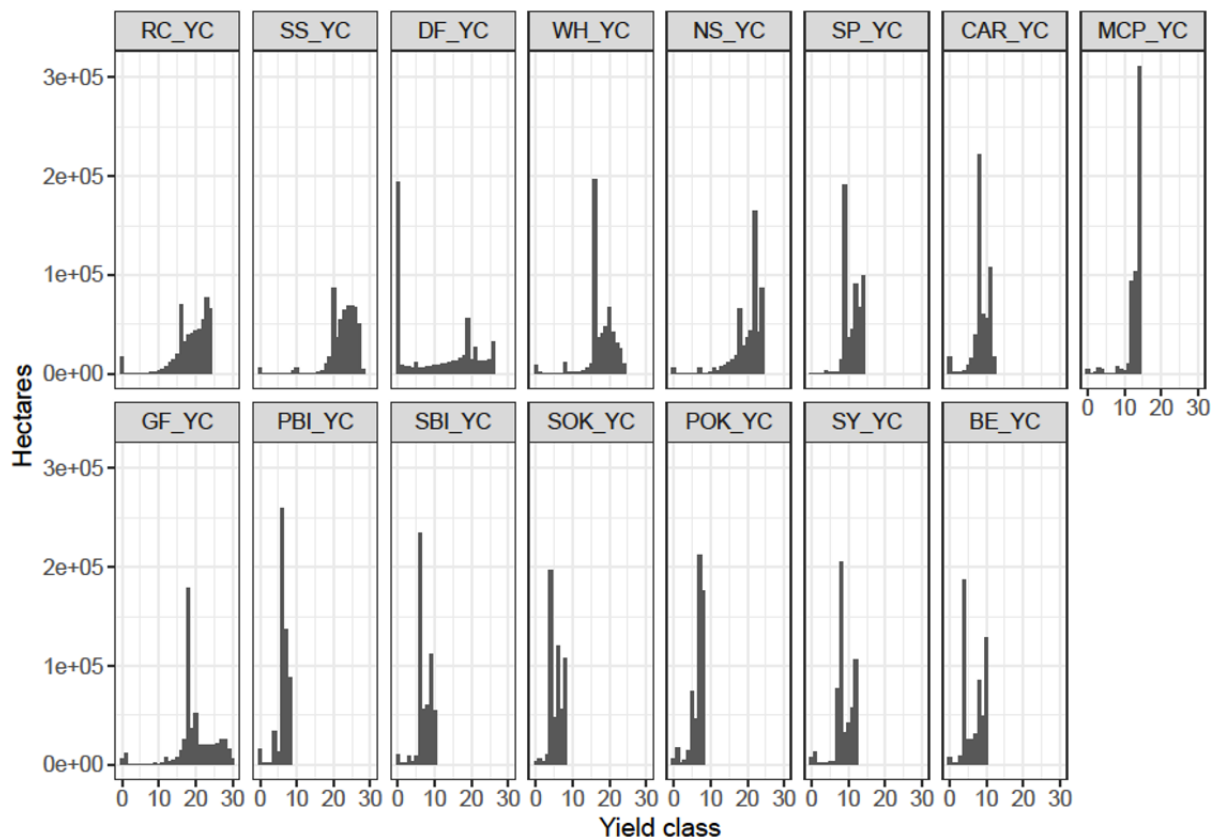 RC_YC SS_YC DF_YC WH_YC NS_YC SP_YC CAR_YC MCP_YC
3e+05
2e+05
1e+05
0e+00
0 10 20 30
GF_YC PBI_YC SBI_YC SOK_YC POK_YC SY_YC BE_YC
3e+05
2e+05
1e+05
0e+00
0 10 20 30 0 10 20 30 0 10 20 30 0 10 20 30 0 10 20 30 0 10 20 30 0 10 20 30
Hectares
Yield class